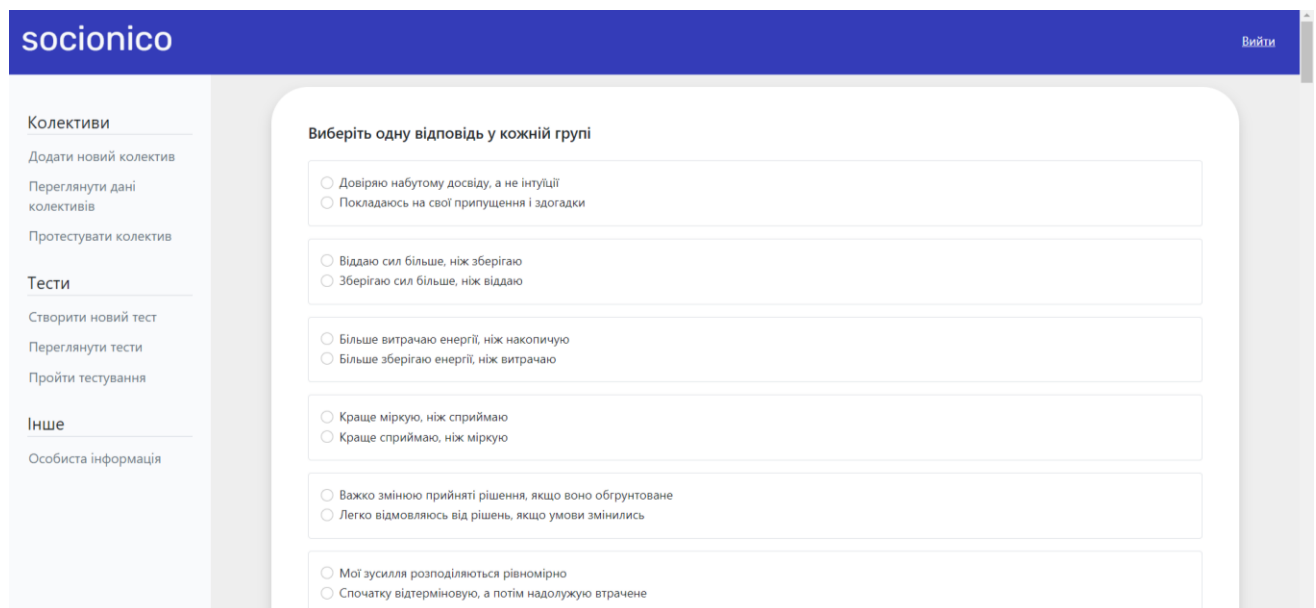 socionico
Вийти
Колективи
Додати новий колектив
Переглянути дані
колективів
Протестувати колектив
Тести
Створити новий тест
Переглянути тести
Пройти тестування
Інше
Особиста інформація
Виберіть одну відповідь у кожній групі
Довіряю набутому досвіду, а не інтуїції
Покладаюсь на свої припущення і здогадки
Віддаю сил більше, ніж зберігаю
Зберігаю сил більше, ніж віддаю
Більше витрачаю енергії, ніж накопичую
Більше зберігаю енергії, ніж витрачаю
Краще міркую, ніж сприймаю
Краще сприймаю, ніж міркую
Важко змінюю прийняті рішення, якщо воно обгрунтоване
Легко відмовляюсь від рішень, якщо умови змінились
Мої зусилля розподіляються рівномірно
Спочатку відтерміновую, а потім надолужую втрачене